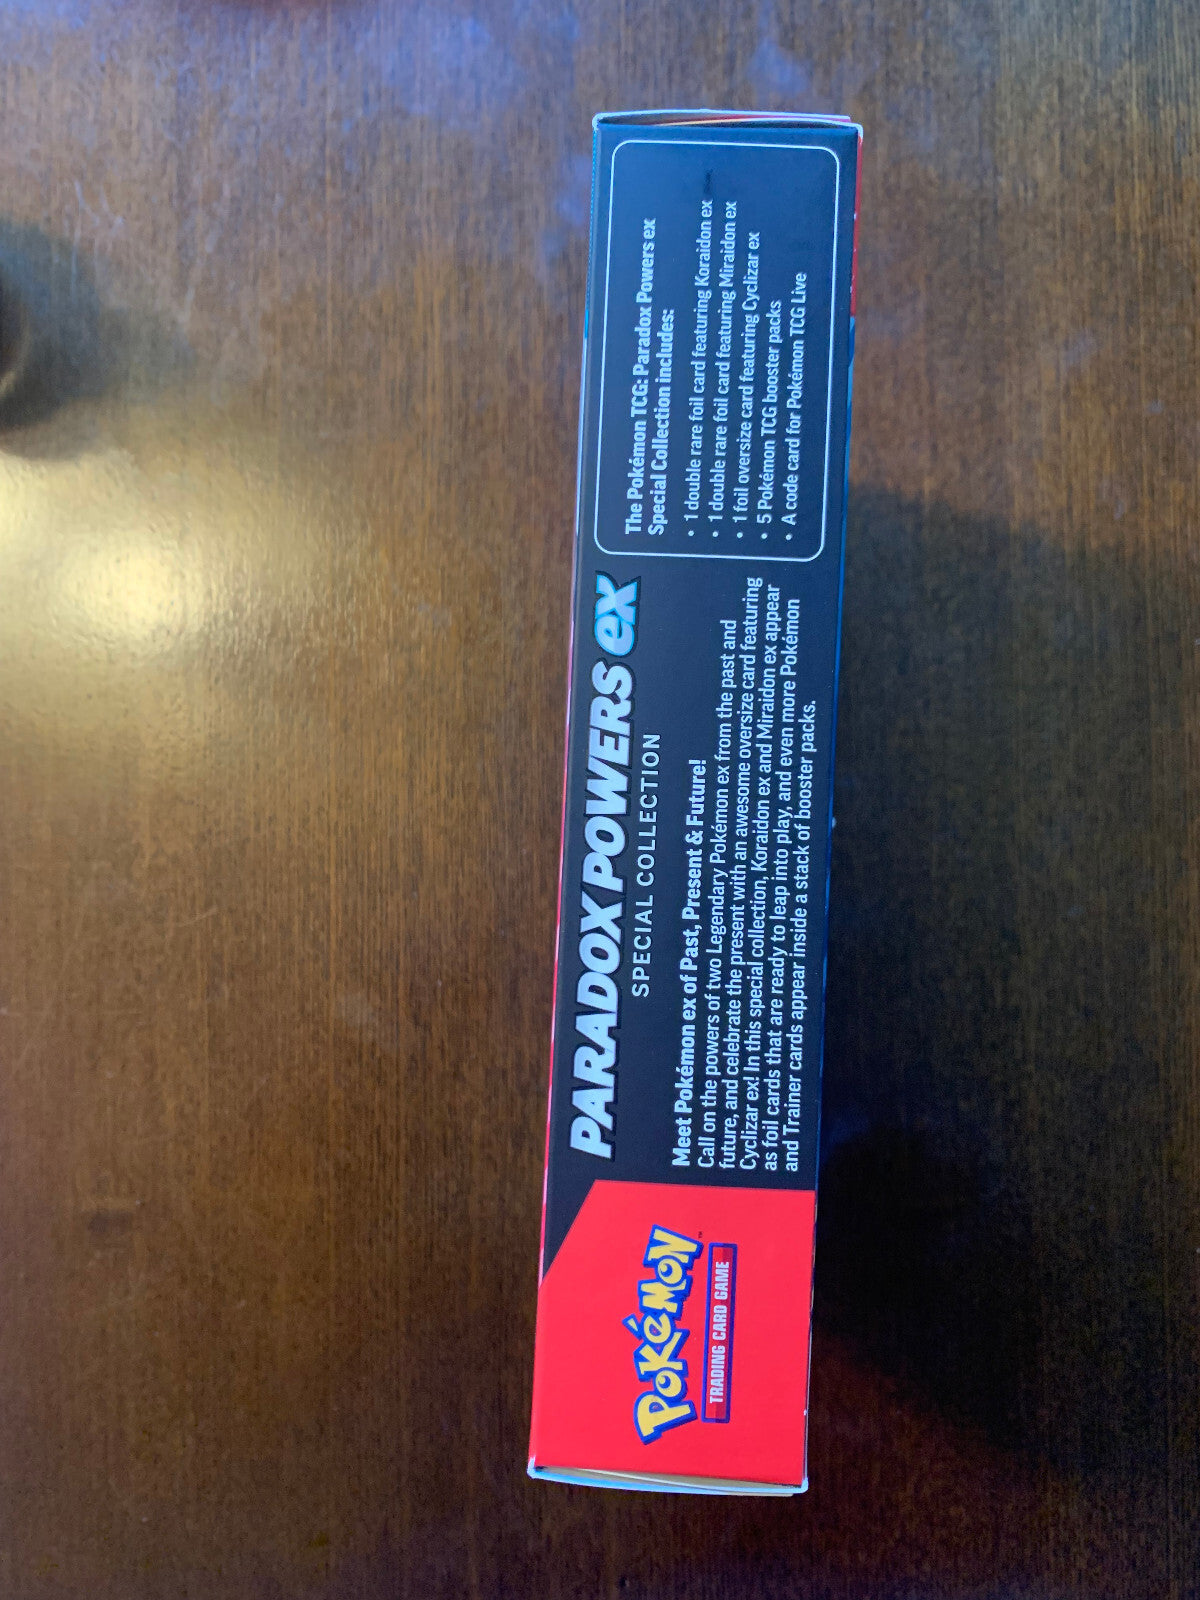 POKéMON™
TRADING CARD GAME
PARADOX POWERS ex
SPECIAL COLLECTION
Meet Pokémon ex of Past, Present & Future!
Call on the powers of two Legendary Pokémon ex from the past and
future, and celebrate the present with an awesome oversize card featuring
Cyclizar ex! In this special collection, Koraidon ex and Miraidon ex appear
as foil cards that are ready to leap into play, and even more Pokémon
and Trainer cards appear inside a stack of booster packs.
The Pokémon TCG: Paradox Powers ex
Special Collection includes:
• 1 double rare foil card featuring Koraidon ex
• 1 double rare foil card featuring Miraidon ex
• 1 foil oversize card featuring Cyclizar ex
• 5 Pokémon TCG booster packs
• A code card for Pokémon TCG Live